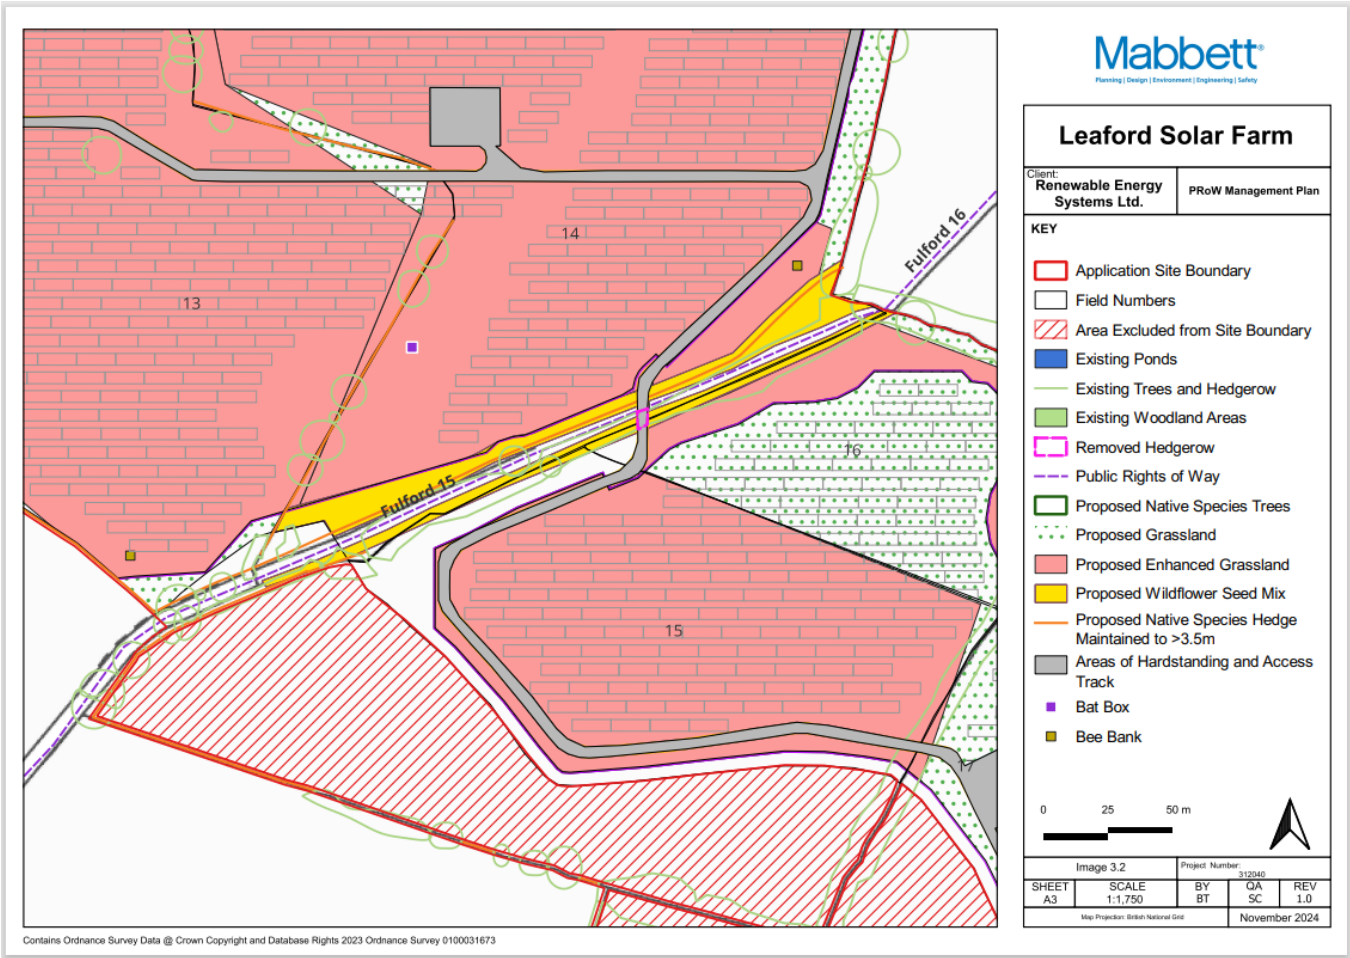 Mabbett®
Planning | Design | Environment | Engineering | Safety
Leaford Solar Farm
Client:
Renewable Energy
Systems Ltd.
PRoW Management Plan
KEY
Application Site Boundary
Field Numbers
Area Excluded from Site Boundary
Existing Ponds
Existing Trees and Hedgerow
Existing Woodland Areas
Removed Hedgerow
Public Rights of Way
Proposed Native Species Trees
Proposed Grassland
Proposed Enhanced Grassland
Proposed Wildflower Seed Mix
Proposed Native Species Hedge
Maintained to >3.5m
Areas of Hardstanding and Access
Track
Bat Box
Bee Bank
0 25 50 m
Image 3.2
Project Number:
312040
SHEET
A3
SCALE
1:1,750
BY
BT
QA
SC
REV
1.0
Map Projection: British National Grid
November 2024
13
14
15
16
17
Fulford 15
Fulford 16
Contains Ordnance Survey Data @ Crown Copyright and Database Rights 2023 Ordnance Survey 0100031673